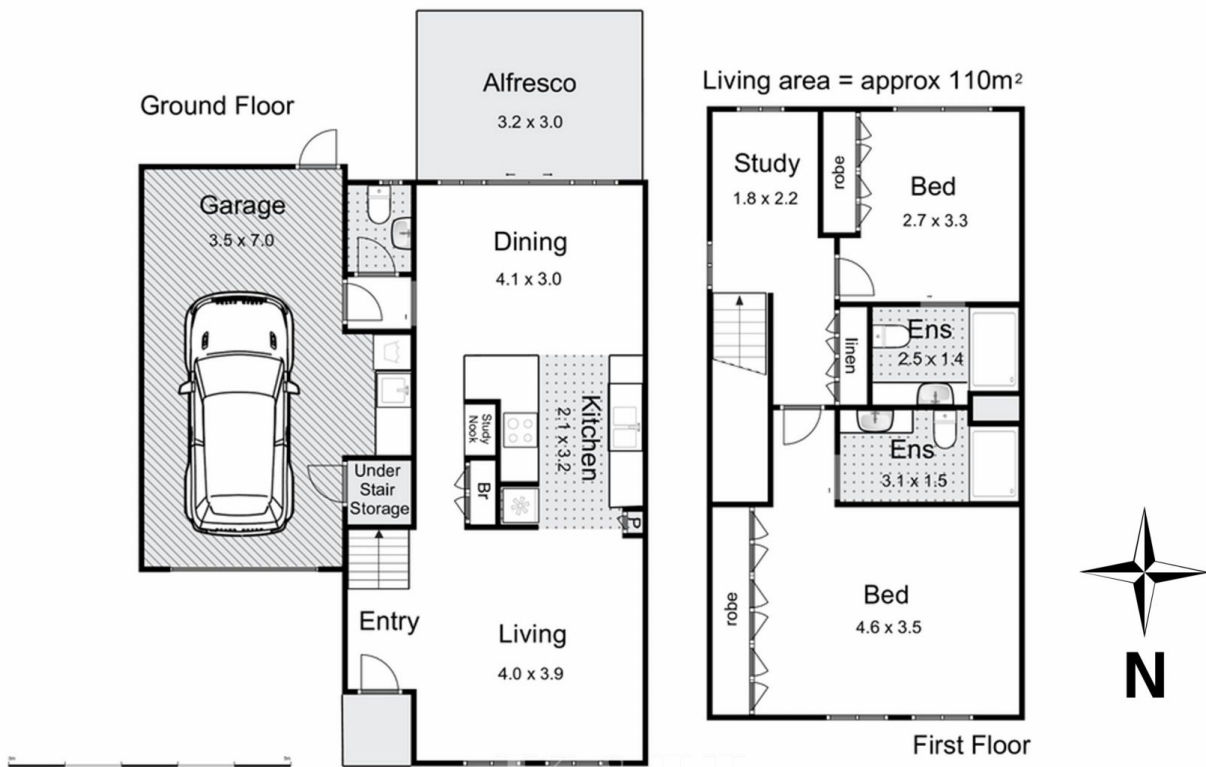 Ground Floor
Alfresco
3.2 x 3.0
Garage
3.5 x 7.0
Dining
4.1 x 3.0
Kitchen
2.1 x 3.2
Study
Nook
Br
P
Under
Stair
Storage
Entry
Living
4.0 x 3.9
Living area = approx 110m²
Study
1.8 x 2.2
robe
Bed
2.7 x 3.3
linen
Ens
2.5 x 1.4
Ens
3.1 x 1.5
robe
Bed
4.6 x 3.5
First Floor
N